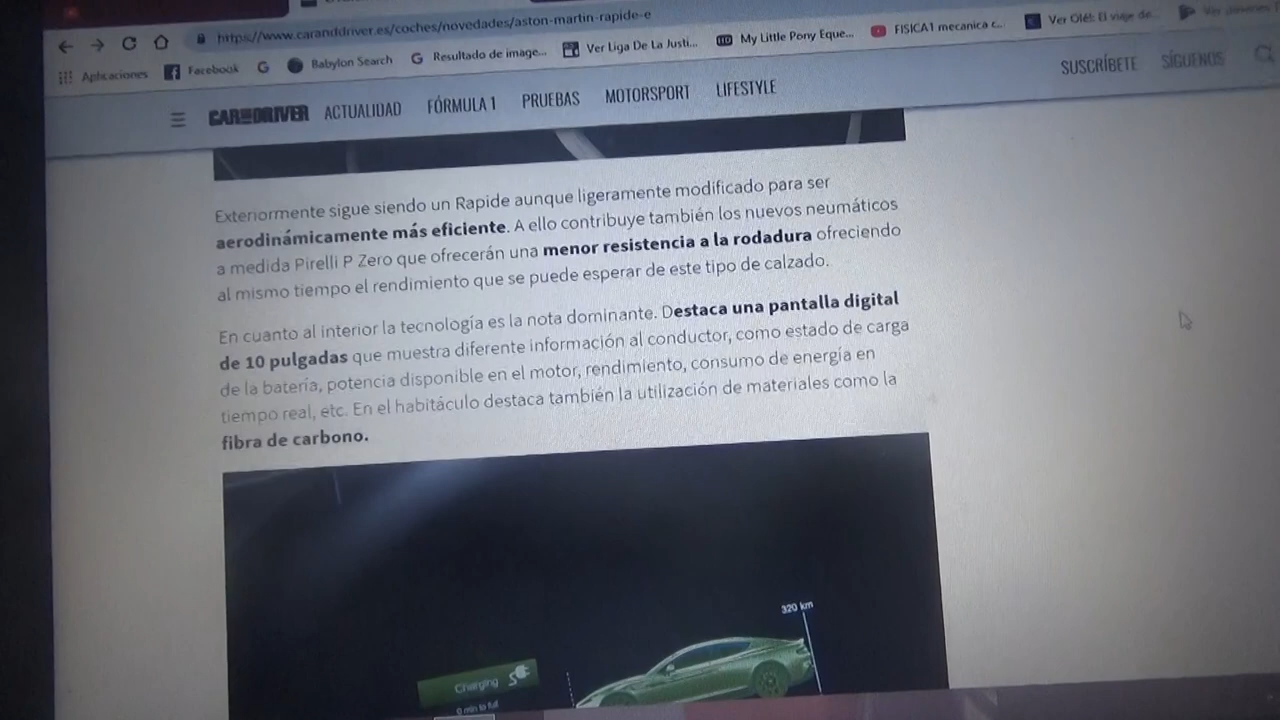 https://www.caranddriver.es/coches/novedades/aston-martin-rapide-e
Aplicaciones Facebook Babylon Search Resultado de image... Ver Liga De La Justi... My Little Pony Eque... FISICA1 mecanica c... Ver Olé!: El viaje de...
CAR AND DRIVER ACTUALIDAD FÓRMULA 1 PRUEBAS MOTORSPORT LIFESTYLE SUSCRÍBETE SÍGUENOS
Exteriormente sigue siendo un Rapide aunque ligeramente modificado para ser
aerodinámicamente más eficiente. A ello contribuye también los nuevos neumáticos
a medida Pirelli P Zero que ofrecerán una menor resistencia a la rodadura ofreciendo
al mismo tiempo el rendimiento que se puede esperar de este tipo de calzado.
En cuanto al interior la tecnología es la nota dominante. Destaca una pantalla digital
de 10 pulgadas que muestra diferente información al conductor, como estado de carga
de la batería, potencia disponible en el motor, rendimiento, consumo de energía en
tiempo real, etc. En el habitáculo destaca también la utilización de materiales como la
fibra de carbono.
320 km
Charging
0 min to full